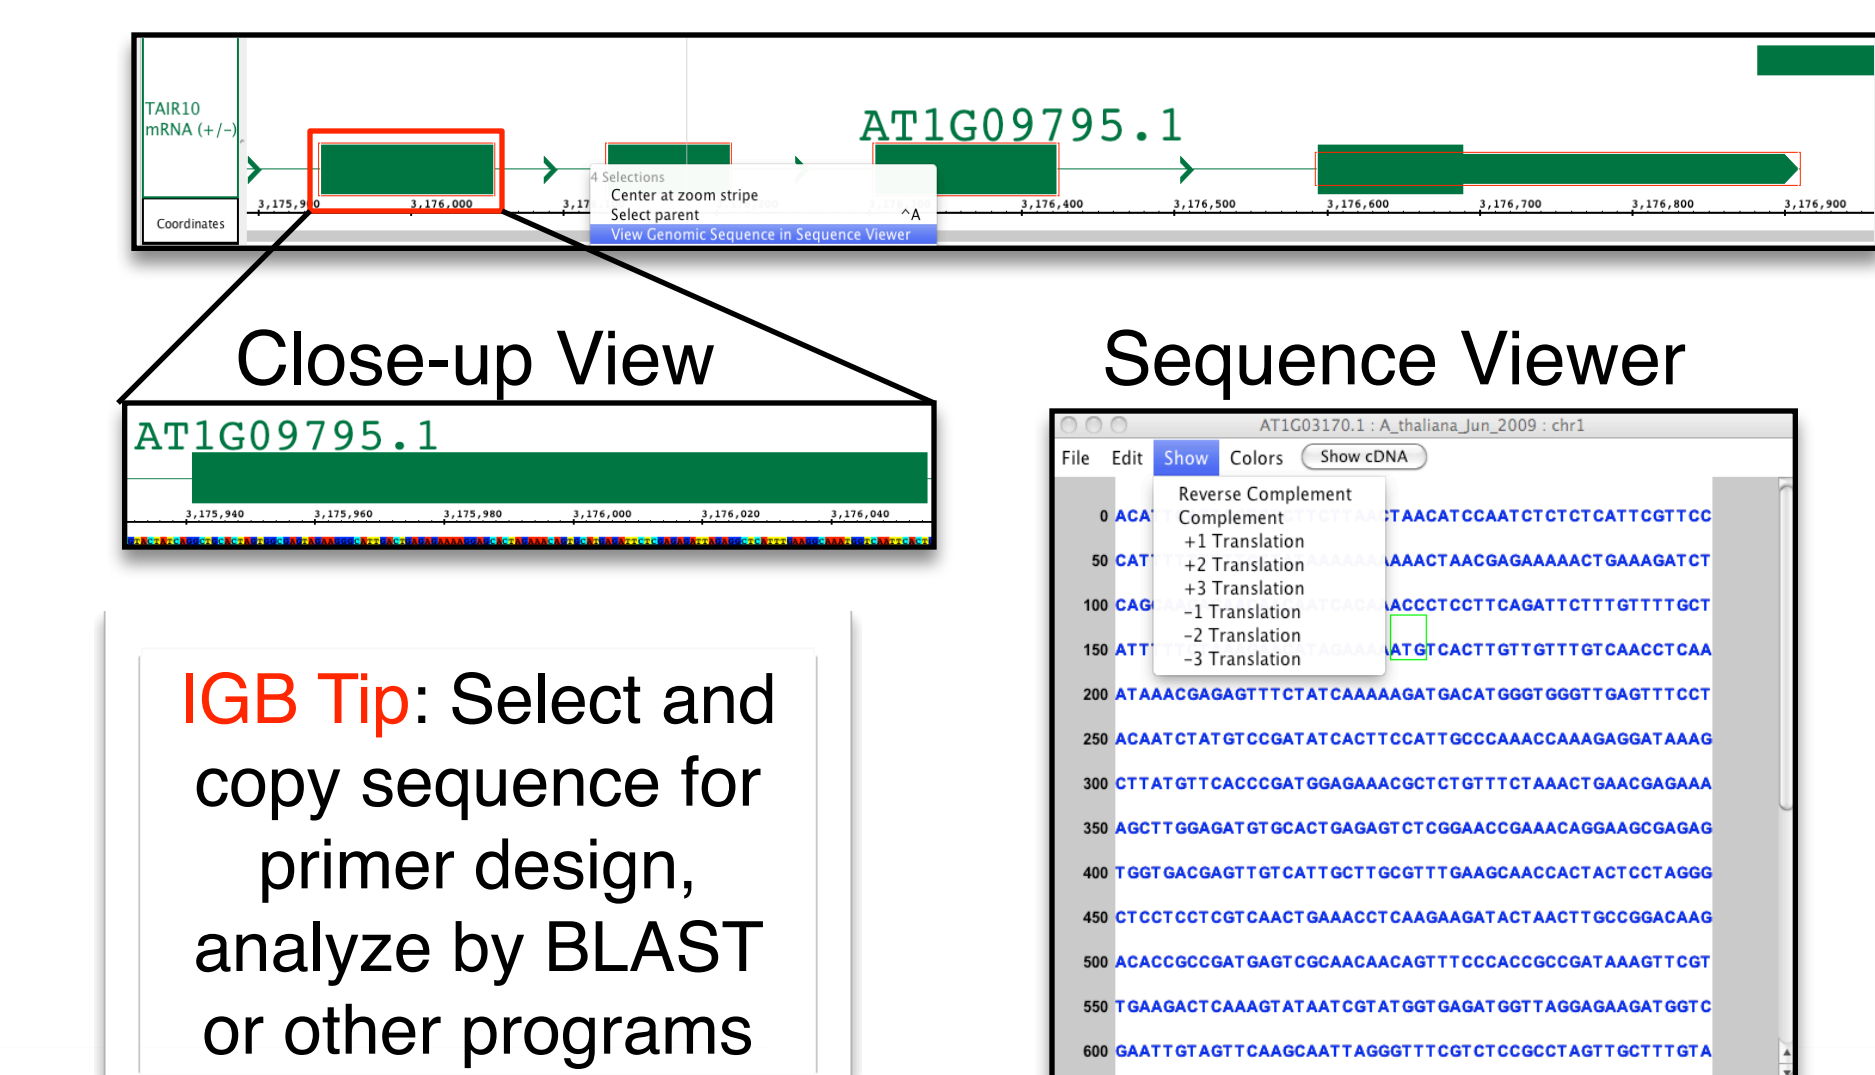 TAIR10
mRNA (+/-)
AT1G09795.1
4 Selections
Center at zoom stripe
Select parent ^A
View Genomic Sequence in Sequence Viewer
3,176,000 3,176,400 3,176,500 3,176,600 3,176,700 3,176,800 3,176,900
Coordinates
Close-up View
AT1G09795.1
3,175,940 3,175,960 3,175,980 3,176,000 3,176,020 3,176,040
IGB Tip: Select and
copy sequence for
primer design,
analyze by BLAST
or other programs
Sequence Viewer
AT1G03170.1 : A_thaliana_Jun_2009 : chr1
File Edit Show Colors Show cDNA
Reverse Complement
Complement
+1 Translation
+2 Translation
+3 Translation
-1 Translation
-2 Translation
-3 Translation
0 ACA CTAACATCCAATCTCTCTCATTCGTTCC
50 CAT AAACTAACGAGAAAAACTGAAAGATCT
100 CAG ACCCTCCTTCAGATTCTTTGTTTTGCT
150 ATT ATGTCACTTGTTGTTTGTCAACCTCAA
200 ATAAACGAGAGTTTCTATCAAAAAGATGACATGGGTGGGTTGAGTTTCCT
250 ACAATCTATGTCCGATATCACTTCCATTGCCCAAACCAAAGAGGATAAAG
300 CTTATGTTCACCCGATGGAGAAACGCTCTGTTTCTAAACTGAACGAGAAA
350 AGCTTGGAGATGTGCACTGAGAGTCTCGGAACCGAAACAGGAAGCGAGAG
400 TGGTGACGAGTTGTCATTGCTTGCGTTTGAAGCAACCACTACTCCTAGGG
450 CTCCTCCTCGTCAACTGAAACCTCAAGAAGATACTAACTTGCCGGACAAG
500 ACACCGCCGATGAGTCGCAACAACAGTTTCCCACCGCCGATAAAGTTCGT
550 TGAAGACTCAAAGTATAATCGTATGGTGAGATGGTTAGGAGAAGATGGTC
600 GAATTGTAGTTCAAGCAATTAGGGTTTCGTCTCCGCCTAGTTGCTTTGTA